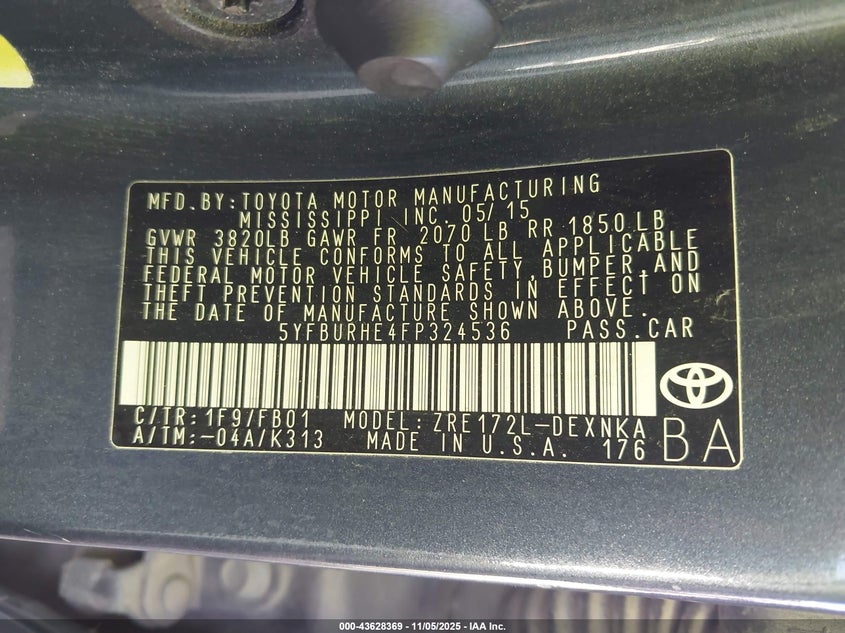 MFD.BY:TOYOTA MOTOR MANUFACTURING
MISSISSIPPI INC. 05/15
GVWR 3820LB GAWR FR 2070 LB RR 1850 LB
THIS VEHICLE CONFORMS TO ALL APPLICABLE
FEDERAL MOTOR VEHICLE SAFETY,BUMPER,AND
THEFT PREVENTION STANDARDS IN EFFECT ON
THE DATE OF MANUFACTURE SHOWN ABOVE.
5YFBURHE4FP324536 PASS.CAR
C/TR:1F9/FB01 MODEL:ZRE172L-DEXNKA
A/TM:-04A/K313 MADE IN U.S.A. 176 BA
000-43628369 - 11/05/2025 - IAA Inc.